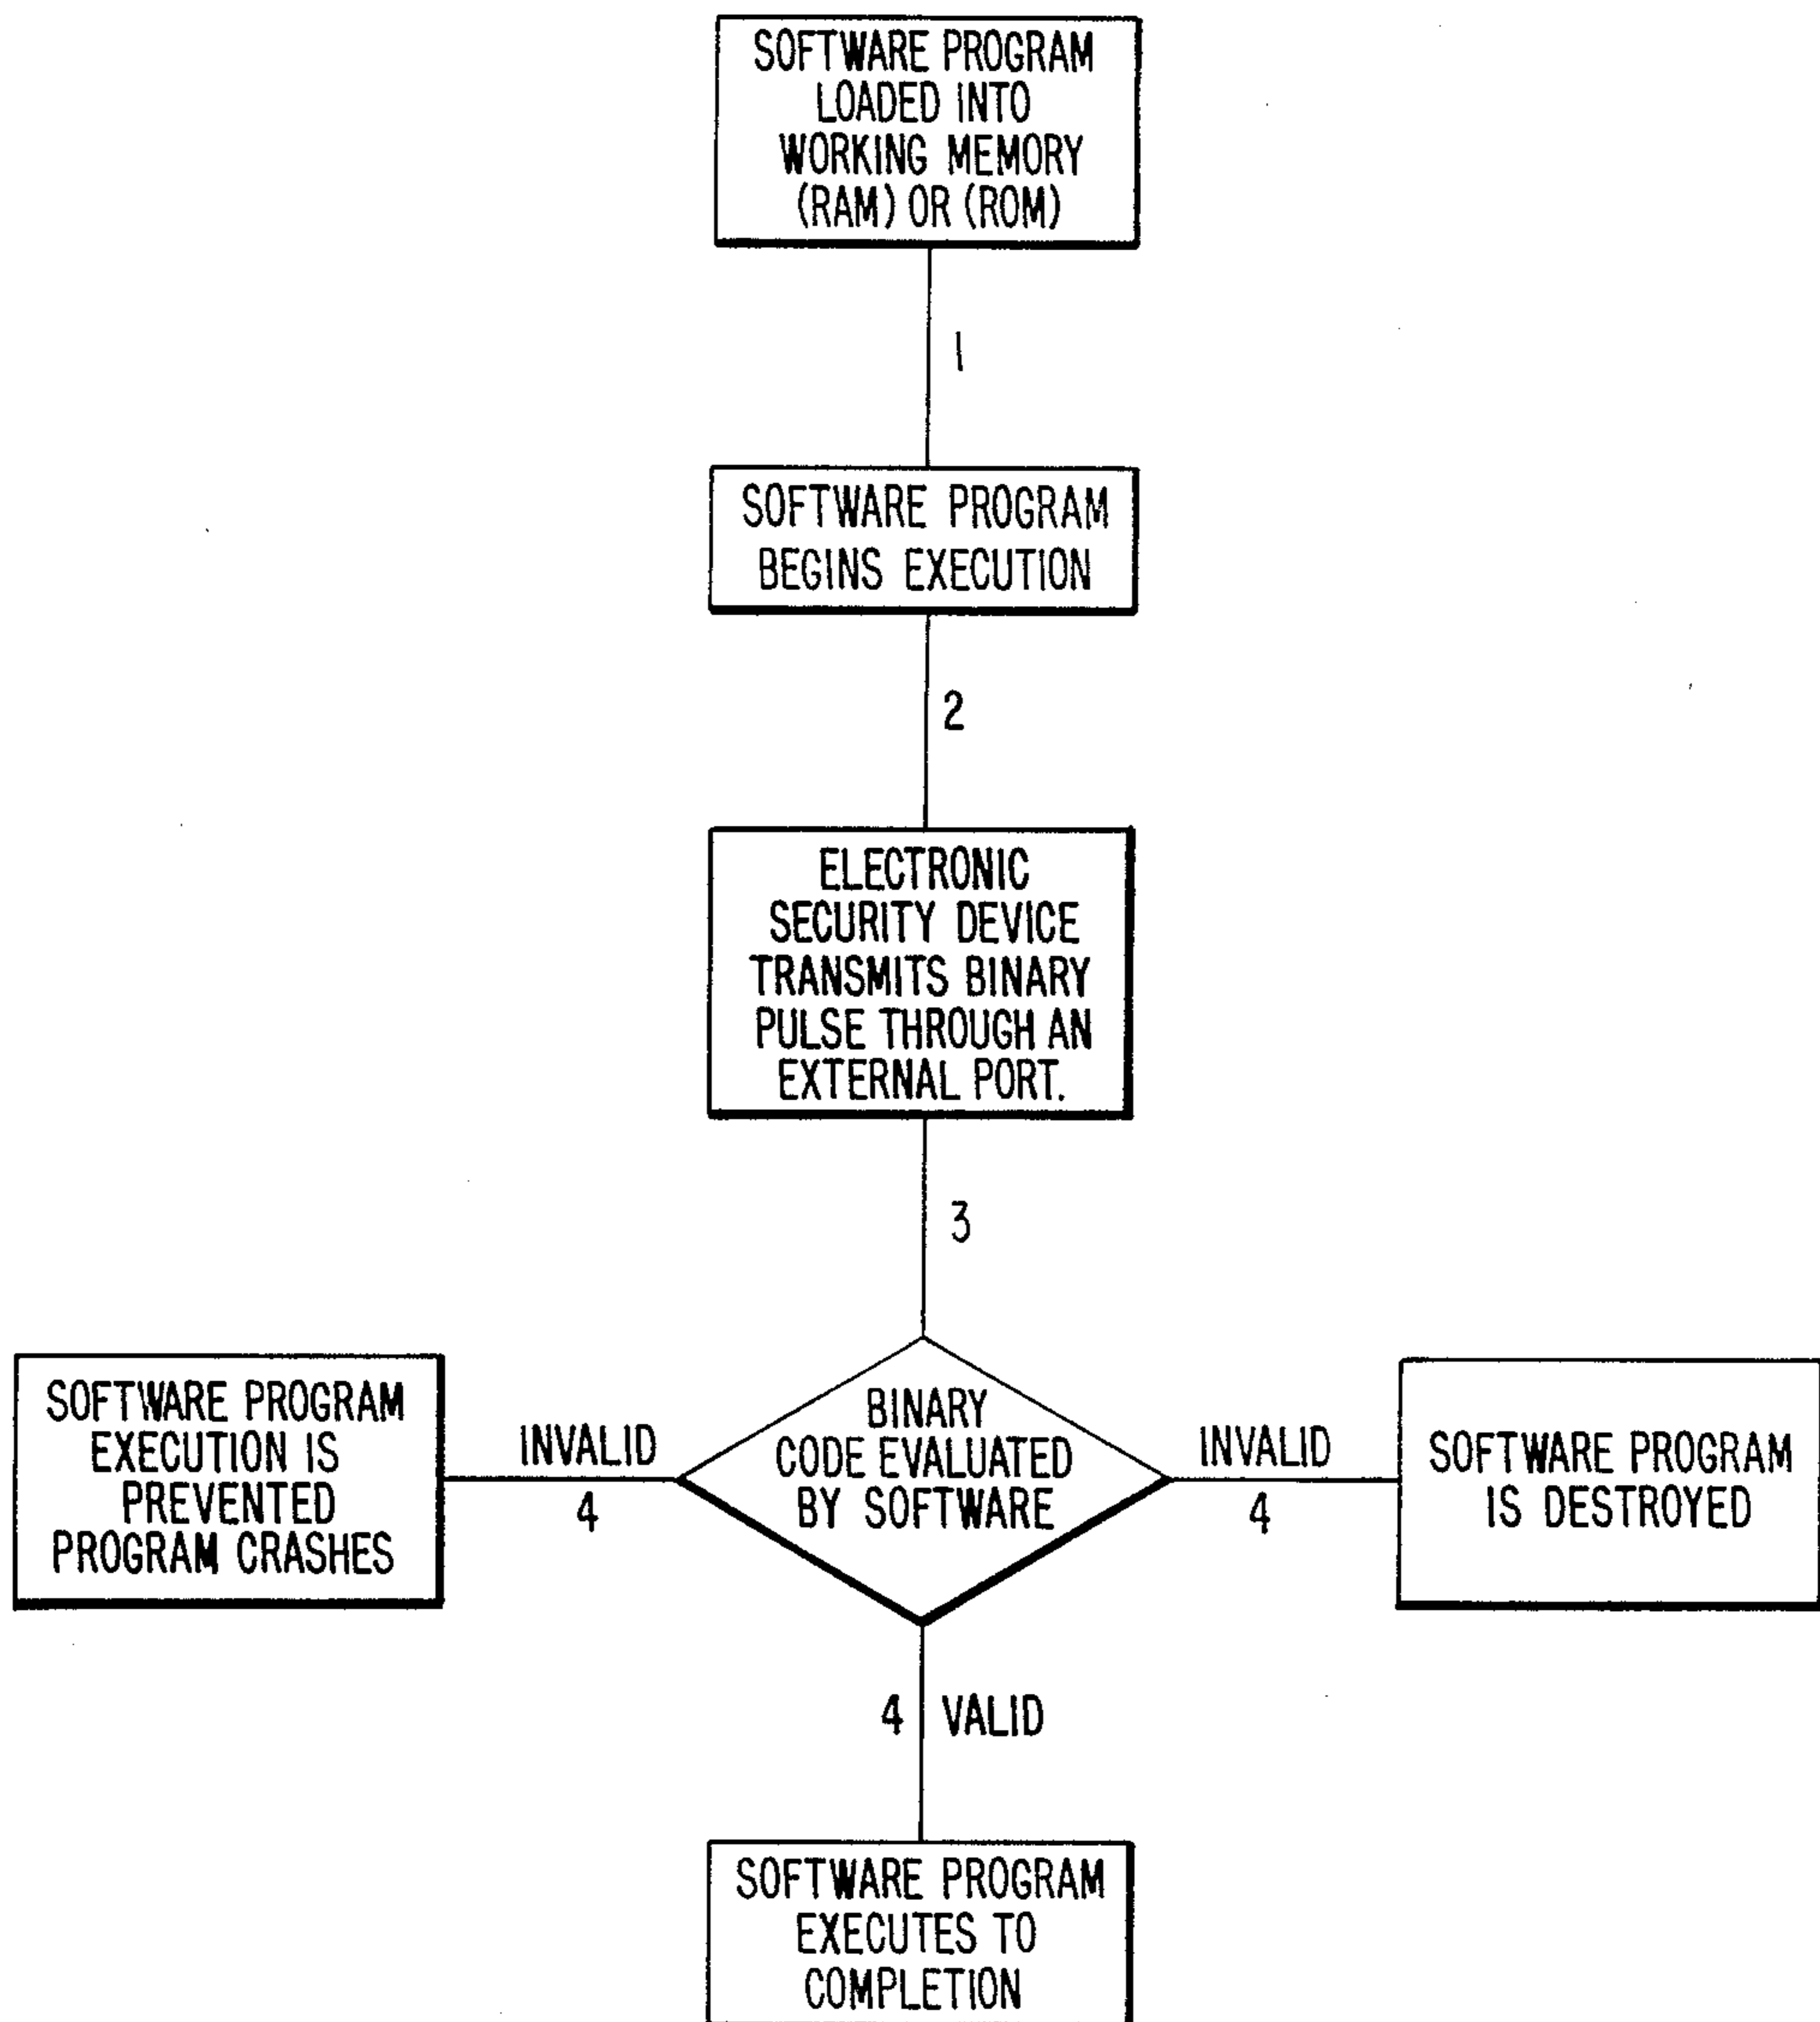 SOFTWARE PROGRAM
LOADED INTO
WORKING MEMORY
(RAM) OR (ROM)
1
SOFTWARE PROGRAM
BEGINS EXECUTION
2
ELECTRONIC
SECURITY DEVICE
TRANSMITS BINARY
PULSE THROUGH AN
EXTERNAL PORT.
3
SOFTWARE PROGRAM
EXECUTION IS
PREVENTED
PROGRAM CRASHES
INVALID
4
BINARY
CODE EVALUATED
BY SOFTWARE
INVALID
4
SOFTWARE PROGRAM
IS DESTROYED
4 VALID
SOFTWARE PROGRAM
EXECUTES TO
COMPLETION